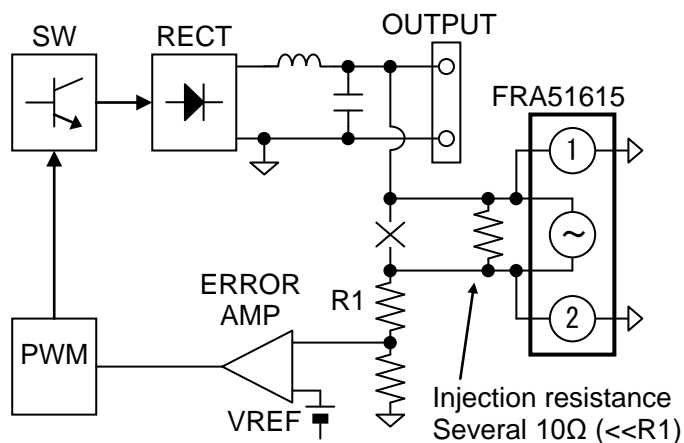 SW
RECT
OUTPUT
FRA51615
1
~
2
R1
ERROR
AMP
PWM
VREF
Injection resistance
Several 10Ω (<<R1)